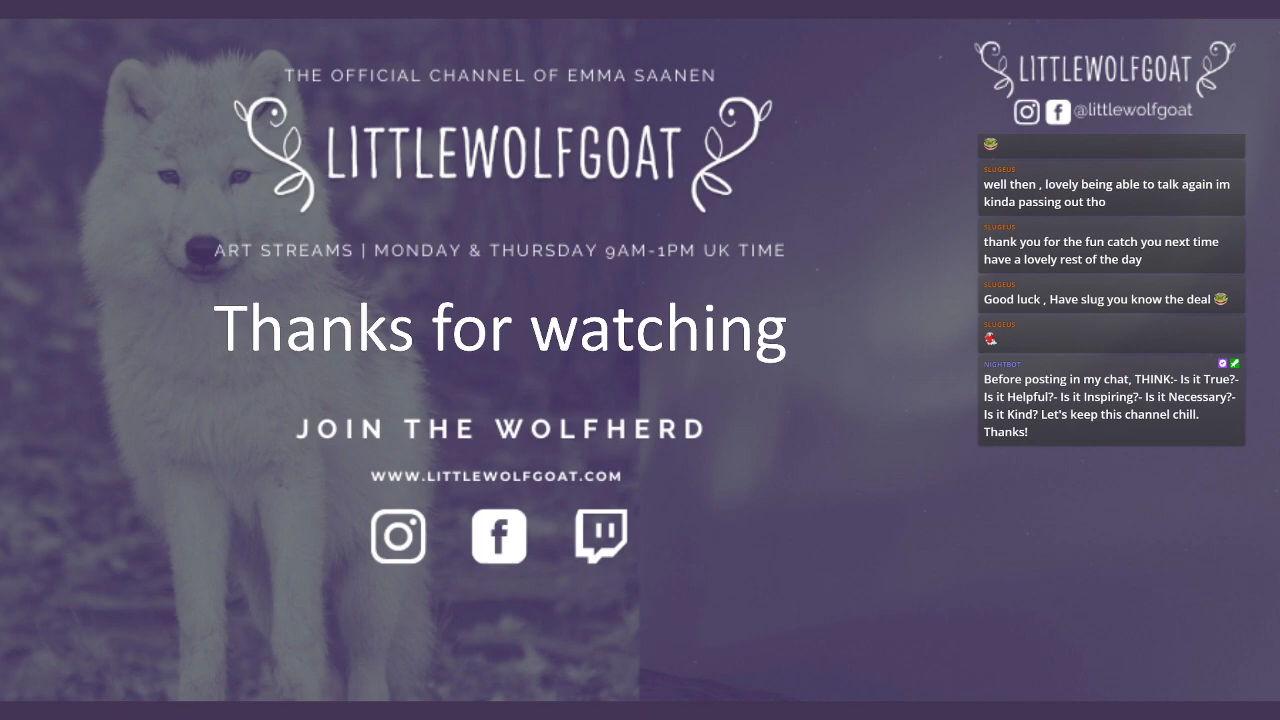 THE OFFICIAL CHANNEL OF EMMA SAANEN
LITTLEWOLFGOAT
ART STREAMS | MONDAY & THURSDAY 9AM-1PM UK TIME
Thanks for watching
JOIN THE WOLFHERD
WWW.LITTLEWOLFGOAT.COM
LITTLEWOLFGOAT
@littlewolfgoat
SLUGEUS
well then , lovely being able to talk again im
kinda passing out tho
SLUGEUS
thank you for the fun catch you next time
have a lovely rest of the day
SLUGEUS
Good luck , Have slug you know the deal
SLUGEUS
NIGHTBOT
Before posting in my chat, THINK:- Is it True?-
Is it Helpful?- Is it Inspiring?- Is it Necessary?-
Is it Kind? Let's keep this channel chill.
Thanks!